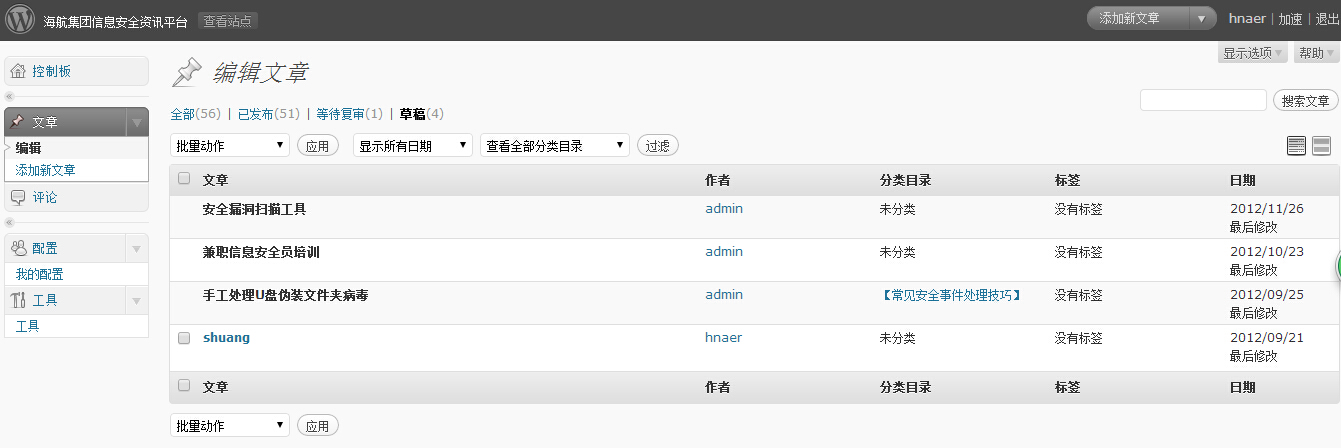 海航集团信息安全资讯平台 查看站点 添加新文章 hnaer | 加速 | 退出
显示选项 帮助
控制板
文章
编辑
添加新文章
评论
配置
我的配置
工具
工具
编辑文章
全部(56) | 已发布(51) | 等待复审(1) | 草稿(4)
搜索文章
批量动作 应用 显示所有日期 查看全部分类目录 过滤
文章 作者 分类目录 标签 日期
安全漏洞扫描工具 admin 未分类 没有标签 2012/11/26
最后修改
兼职信息安全员培训 admin 未分类 没有标签 2012/10/23
最后修改
手工处理U盘伪装文件夹病毒 admin 【常见安全事件处理技巧】 没有标签 2012/09/25
最后修改
shuang hnaer 未分类 没有标签 2012/09/21
最后修改
文章 作者 分类目录 标签 日期
批量动作 应用